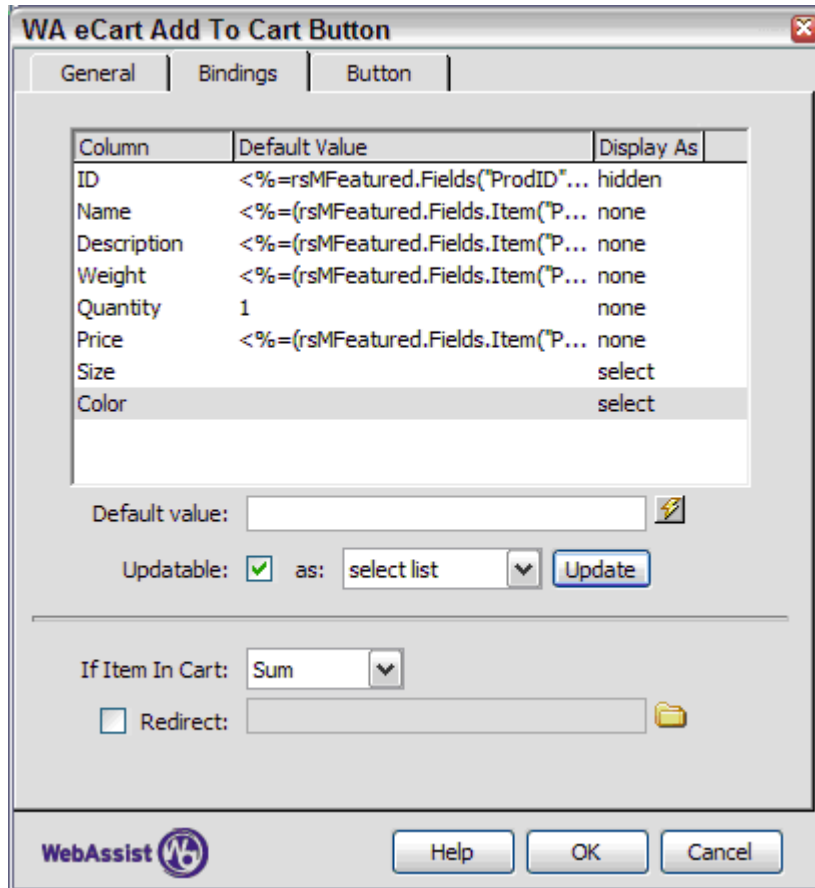 WA eCart Add To Cart Button
General Bindings Button
Column Default Value Display As
ID <%=rsMFeatured.Fields("ProdID"... hidden
Name <%=(rsMFeatured.Fields.Item("P... none
Description <%=(rsMFeatured.Fields.Item("P... none
Weight <%=(rsMFeatured.Fields.Item("P... none
Quantity 1 none
Price <%=(rsMFeatured.Fields.Item("P... none
Size select
Color select
Default value:
Updatable: as: select list Update
If Item In Cart: Sum
Redirect:
WebAssist Help OK Cancel